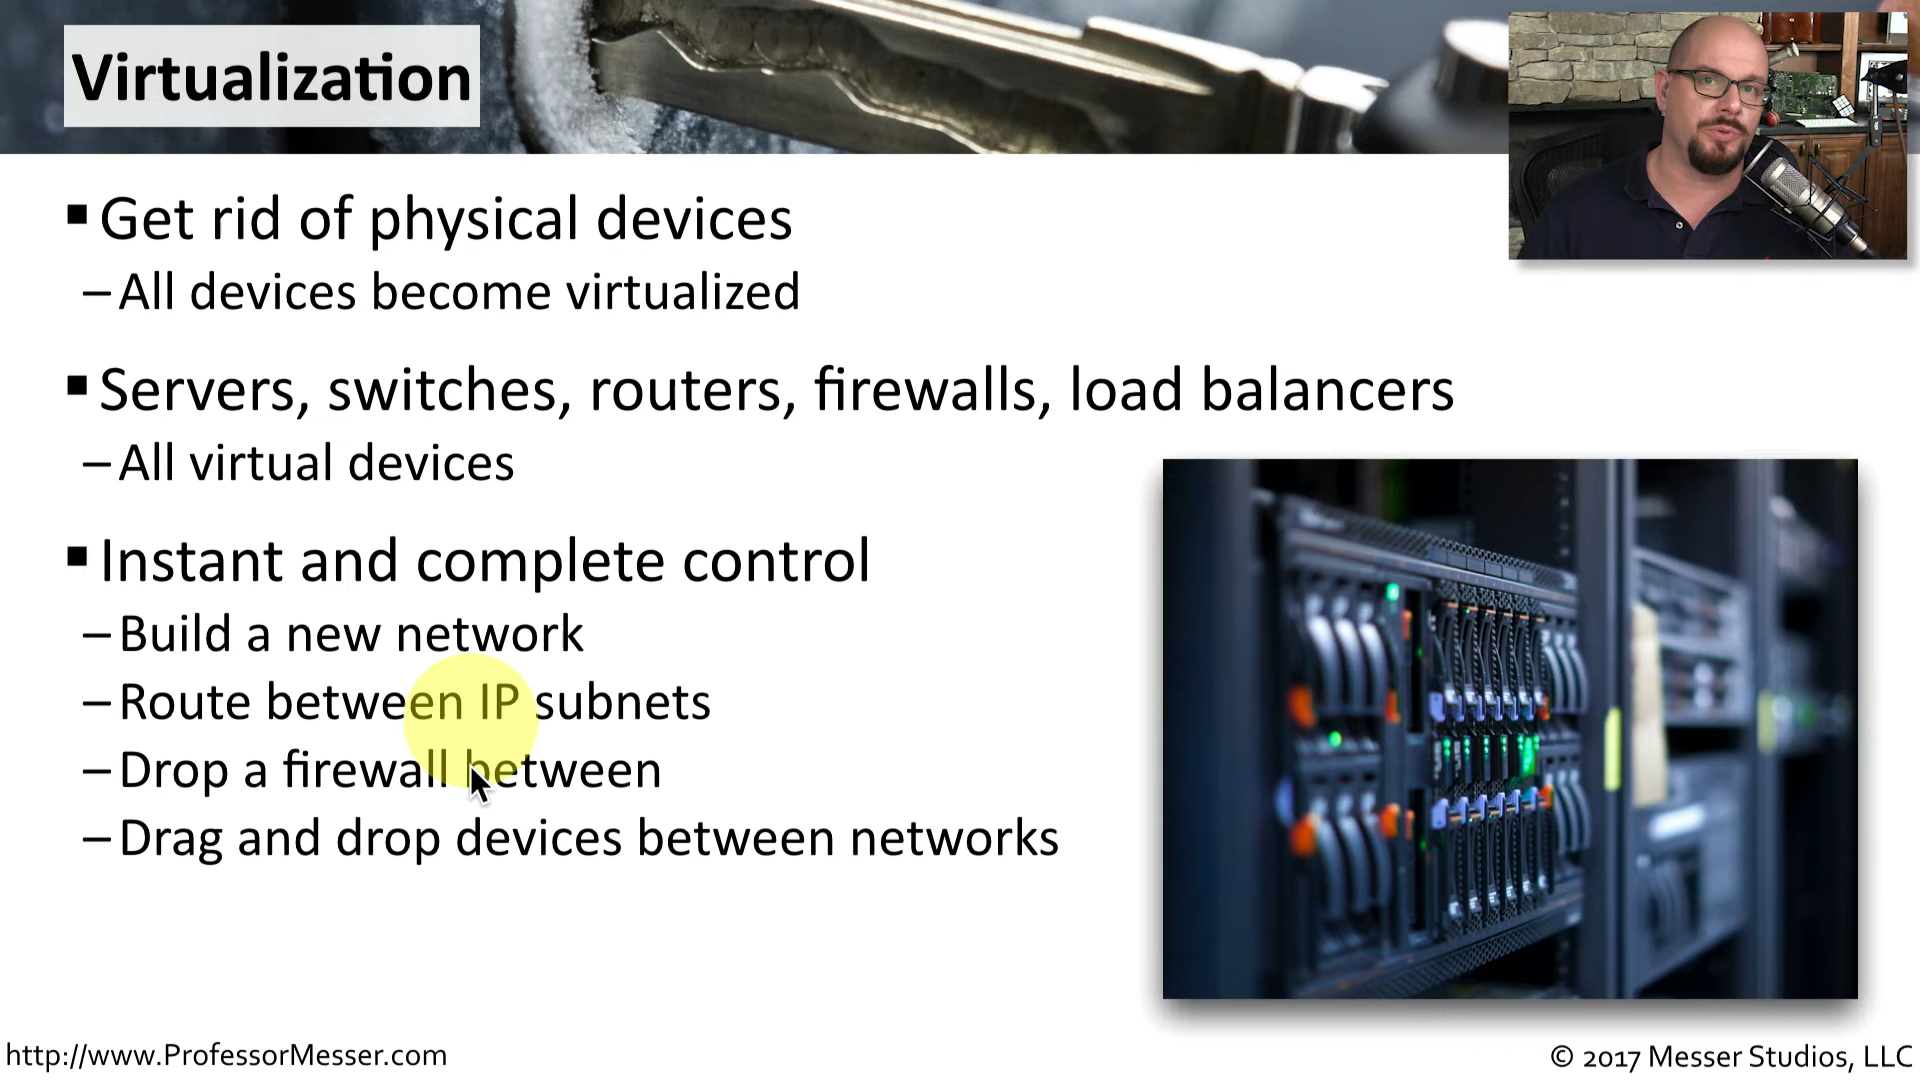 Virtualization
▪ Get rid of physical devices
– All devices become virtualized
▪ Servers, switches, routers, firewalls, load balancers
– All virtual devices
▪ Instant and complete control
– Build a new network
– Route between IP subnets
– Drop a firewall between
– Drag and drop devices between networks
http://www.ProfessorMesser.com
© 2017 Messer Studios, LLC